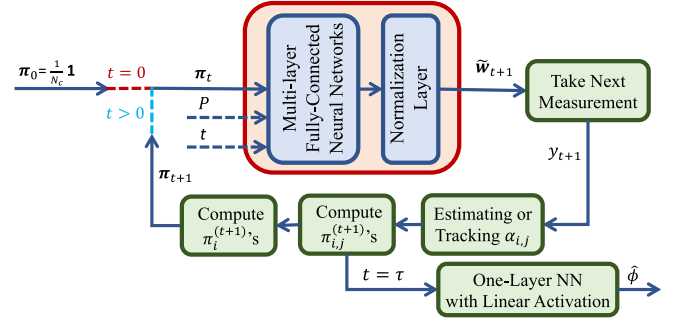 π₀= 1/N_c 1
t = 0
t > 0
π_t
P
t
Multi-layer
Fully-Connected
Neural Networks
Normalization
Layer
w̃_{t+1}
Take Next
Measurement
y_{t+1}
π_{t+1}
Compute
π_i^{(t+1)}'s
Compute
π_{i,j}^{(t+1)}'s
Estimating or
Tracking α_{i,j}
t = τ
One-Layer NN
with Linear Activation
ϕ̂